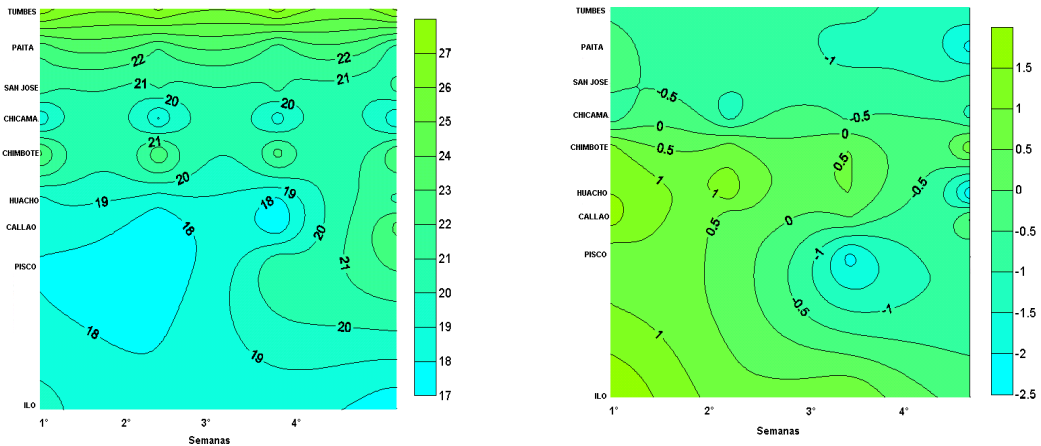 TUMBES
PAITA
SAN JOSE
CHICAMA
CHIMBOTE
HUACHO
CALLAO
PISCO
ILO
22
22
21
21
20
20
21
20
19
19
18
18
20
21
18
19
20
1° 2° 3° 4°
Semanas
27
26
25
24
23
22
21
20
19
18
17
TUMBES
PAITA
SAN JOSE
CHICAMA
CHIMBOTE
HUACHO
CALLAO
PISCO
ILO
-1
-0.5
-0.5
0
0
0.5
0.5
1
1
-0.5
0
0.5
-1
-0.5
-1
1
1° 2° 3° 4°
Semanas
1.5
1
0.5
0
-0.5
-1
-1.5
-2
-2.5